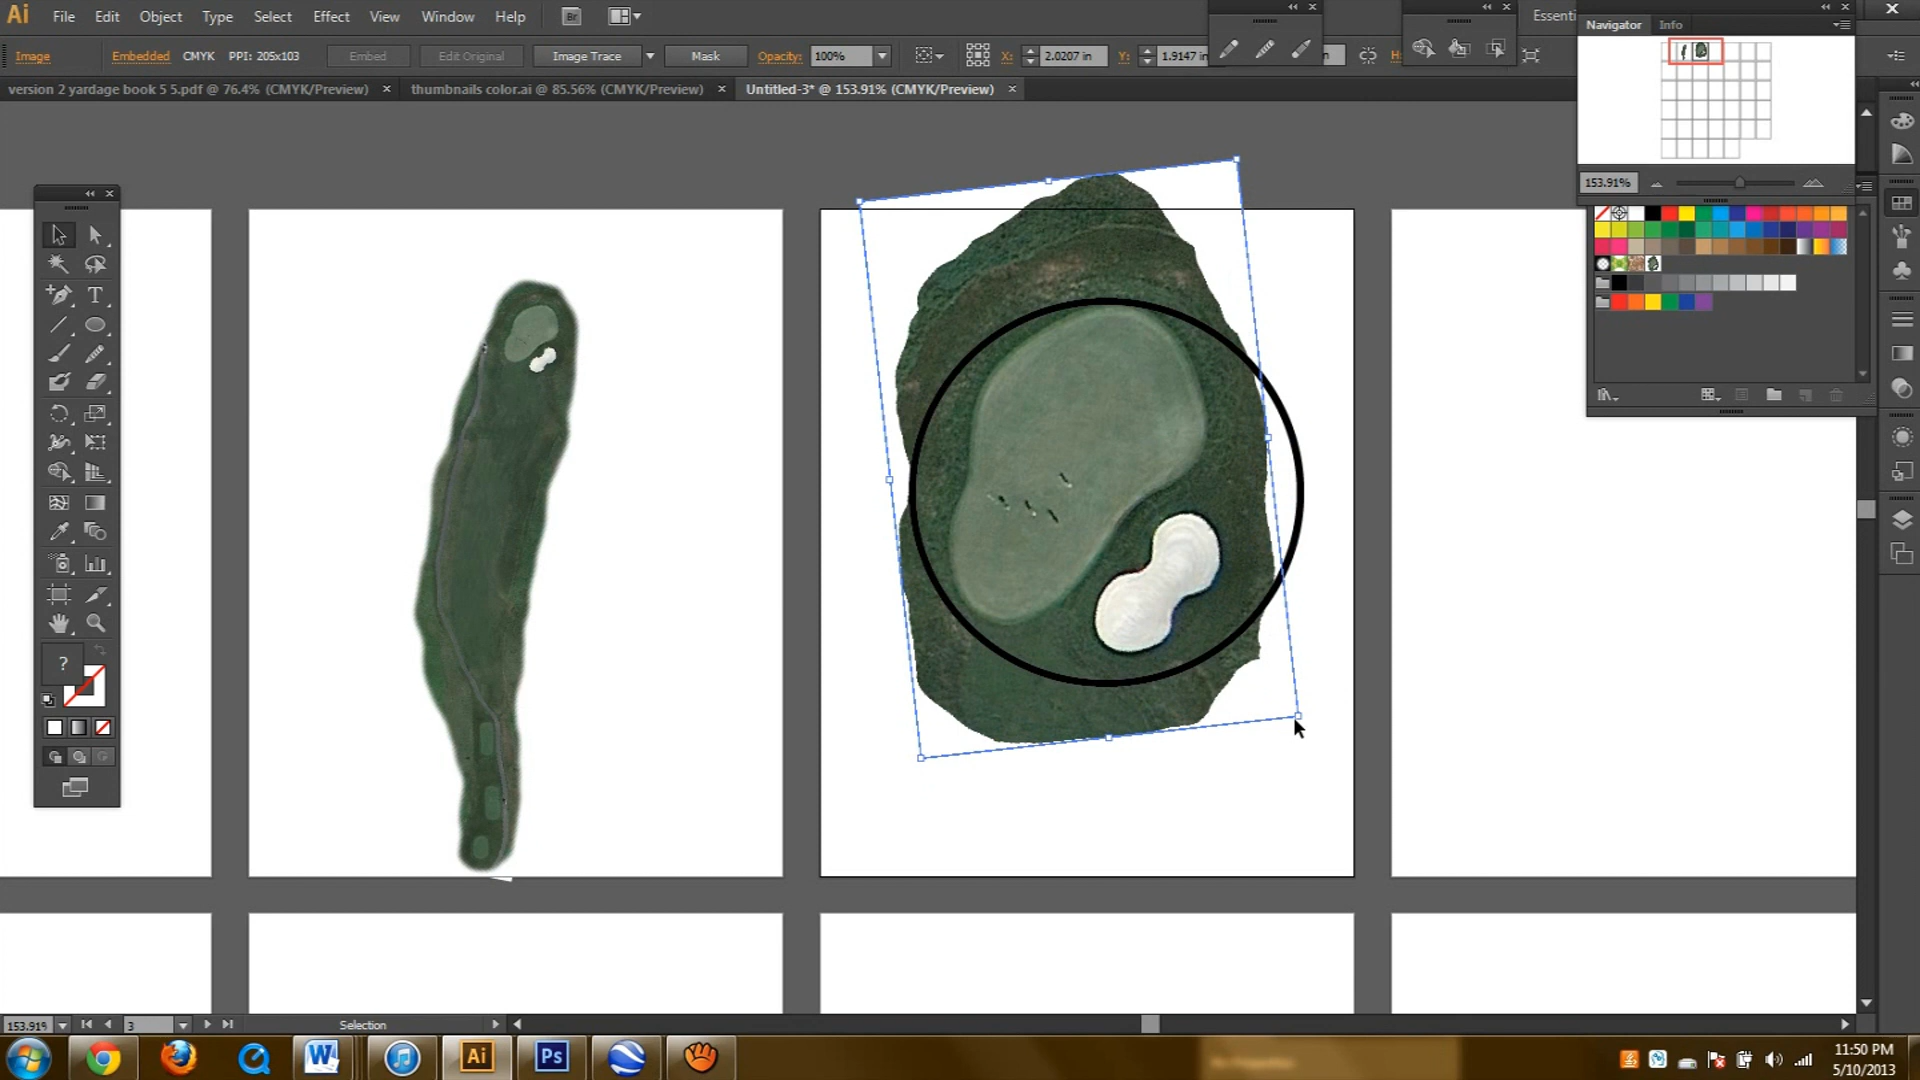 Ai File Edit Object Type Select Effect View Window Help Br Essenti
Image Embedded CMYK PPI: 205x103 Embed Edit Original Image Trace Mask Opacity: 100% X: 2.0207 in Y: 1.9147 in H:
version 2 yardage book 5 5.pdf @ 76.4% (CMYK/Preview) × thumbnails color.ai @ 85.56% (CMYK/Preview) × Untitled-3* @ 153.91% (CMYK/Preview) ×
Navigator Info
153.91%
T
?
153.91% 3 Selection
W Ai Ps
11:50 PM
5/10/2013